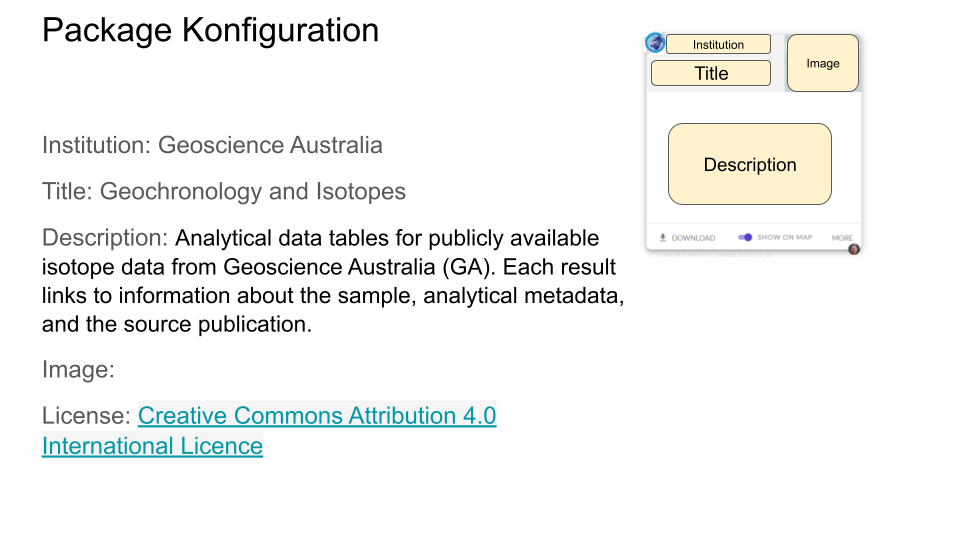 Package Konfiguration
Institution: Geoscience Australia
Title: Geochronology and Isotopes
Description: Analytical data tables for publicly available
isotope data from Geoscience Australia (GA). Each result
links to information about the sample, analytical metadata,
and the source publication.
Image:
License: Creative Commons Attribution 4.0
International Licence
Institution
Title
Image
Description
DOWNLOAD
SHOW ON MAP
MORE